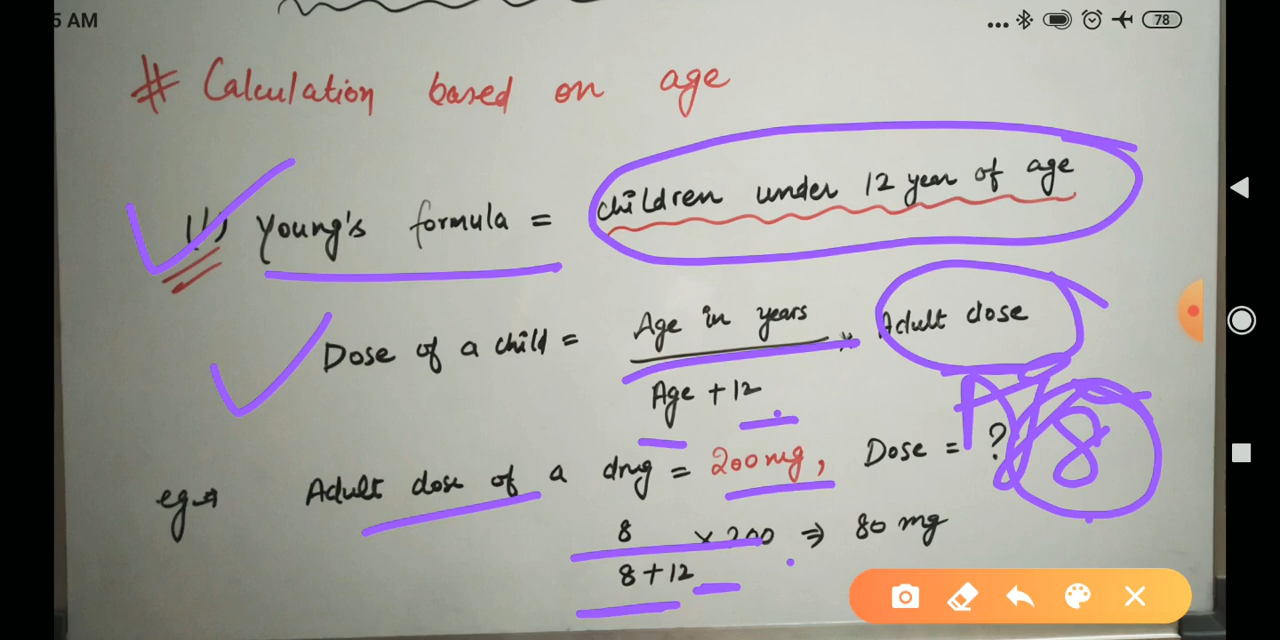 5 AM
78
# Calculation based on age
1) Young's formula = children under 12 year of age
Dose of a child = Age in years / Age + 12 × Adult dose
8
eg → Adult dose of a drug = 200 mg, Dose = ?
8 / 8 + 12 × 200 ⇒ 80 mg